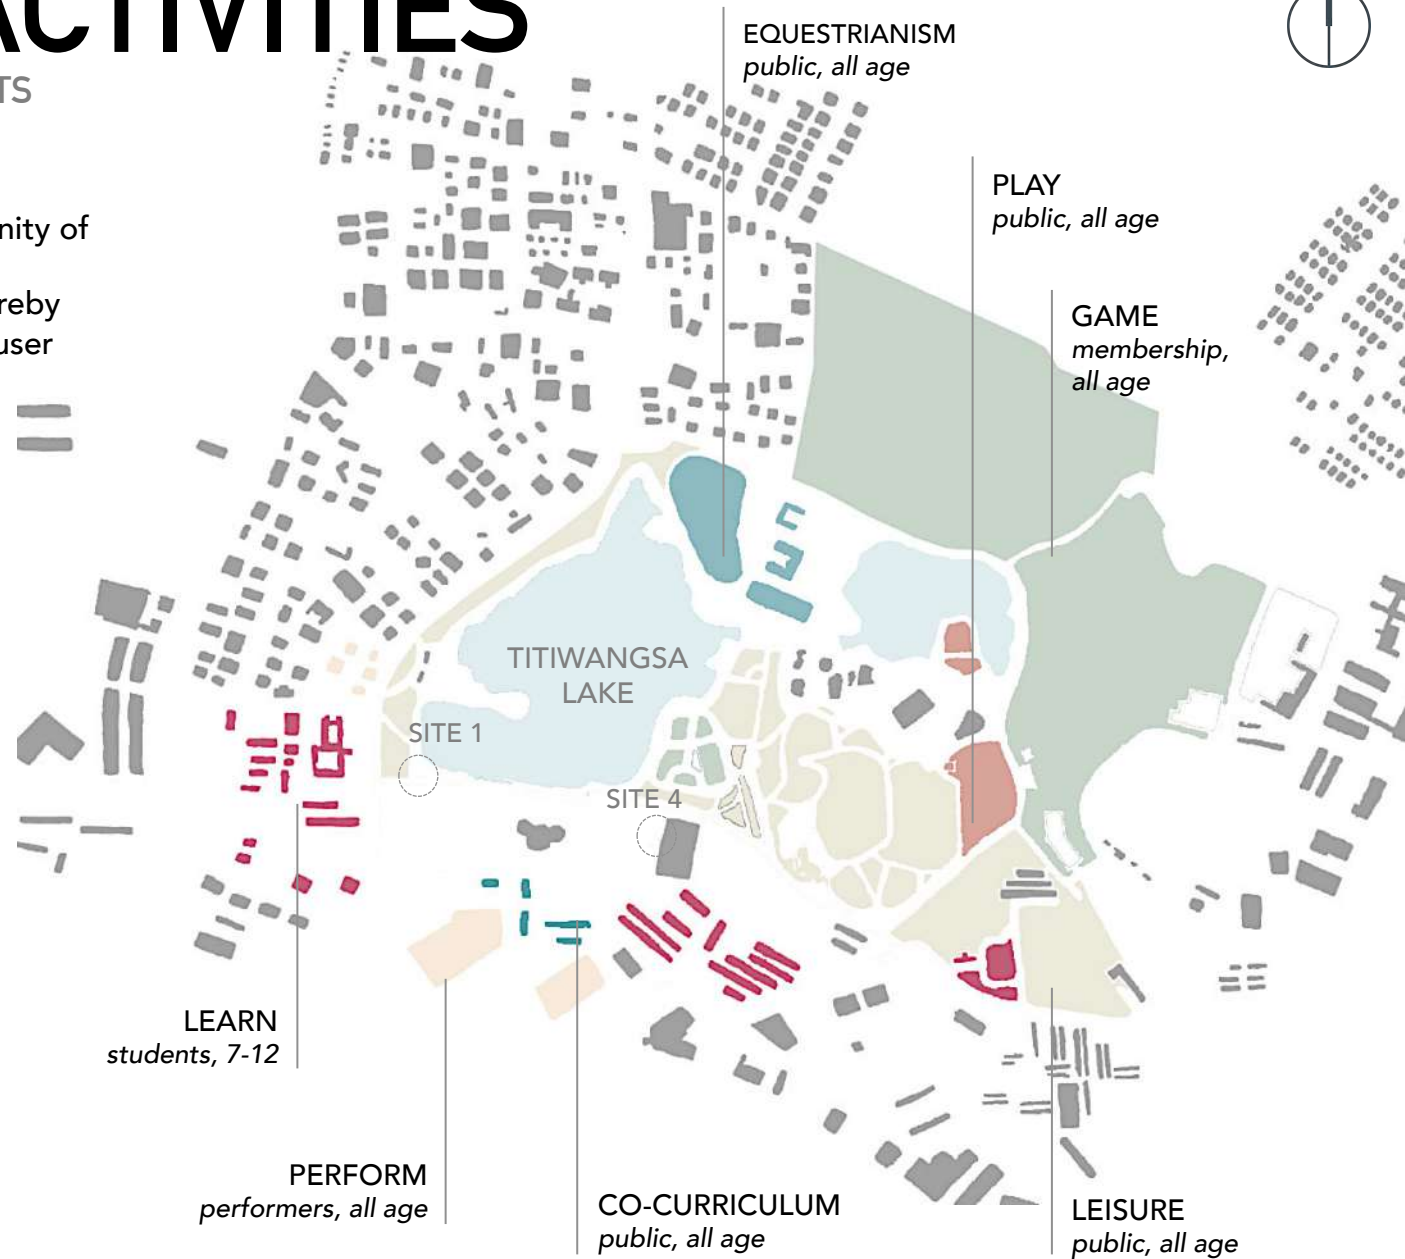 ACTIVITIES
TS
nity of
reby
user
EQUESTRIANISM
public, all age
PLAY
public, all age
GAME
membership,
all age
TITIWANGSA
LAKE
SITE 1
SITE 4
LEARN
students, 7-12
PERFORM
performers, all age
CO-CURRICULUM
public, all age
LEISURE
public, all age